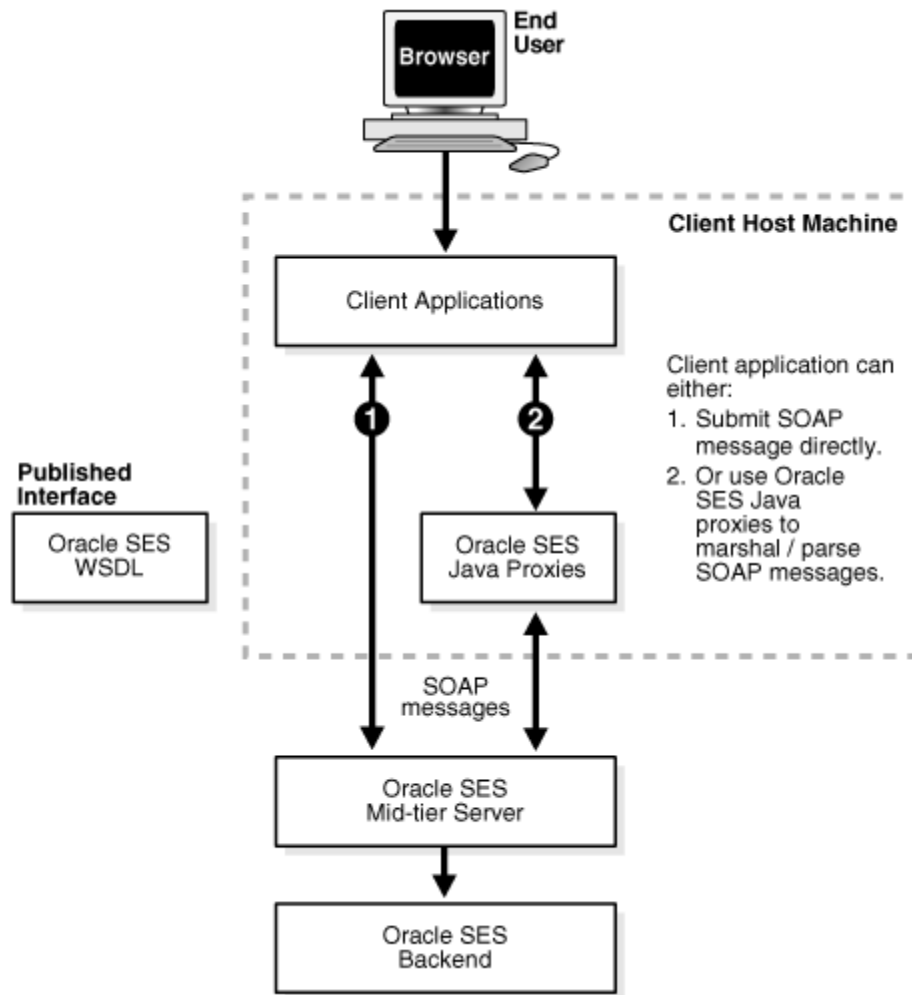 End
User
Browser
Client Host Machine
Client Applications
Client application can
either:
1. Submit SOAP
message directly.
2. Or use Oracle
SES Java
proxies to
marshal / parse
SOAP messages.
1
2
Published
Interface
Oracle SES
WSDL
Oracle SES
Java Proxies
SOAP
messages
Oracle SES
Mid-tier Server
Oracle SES
Backend